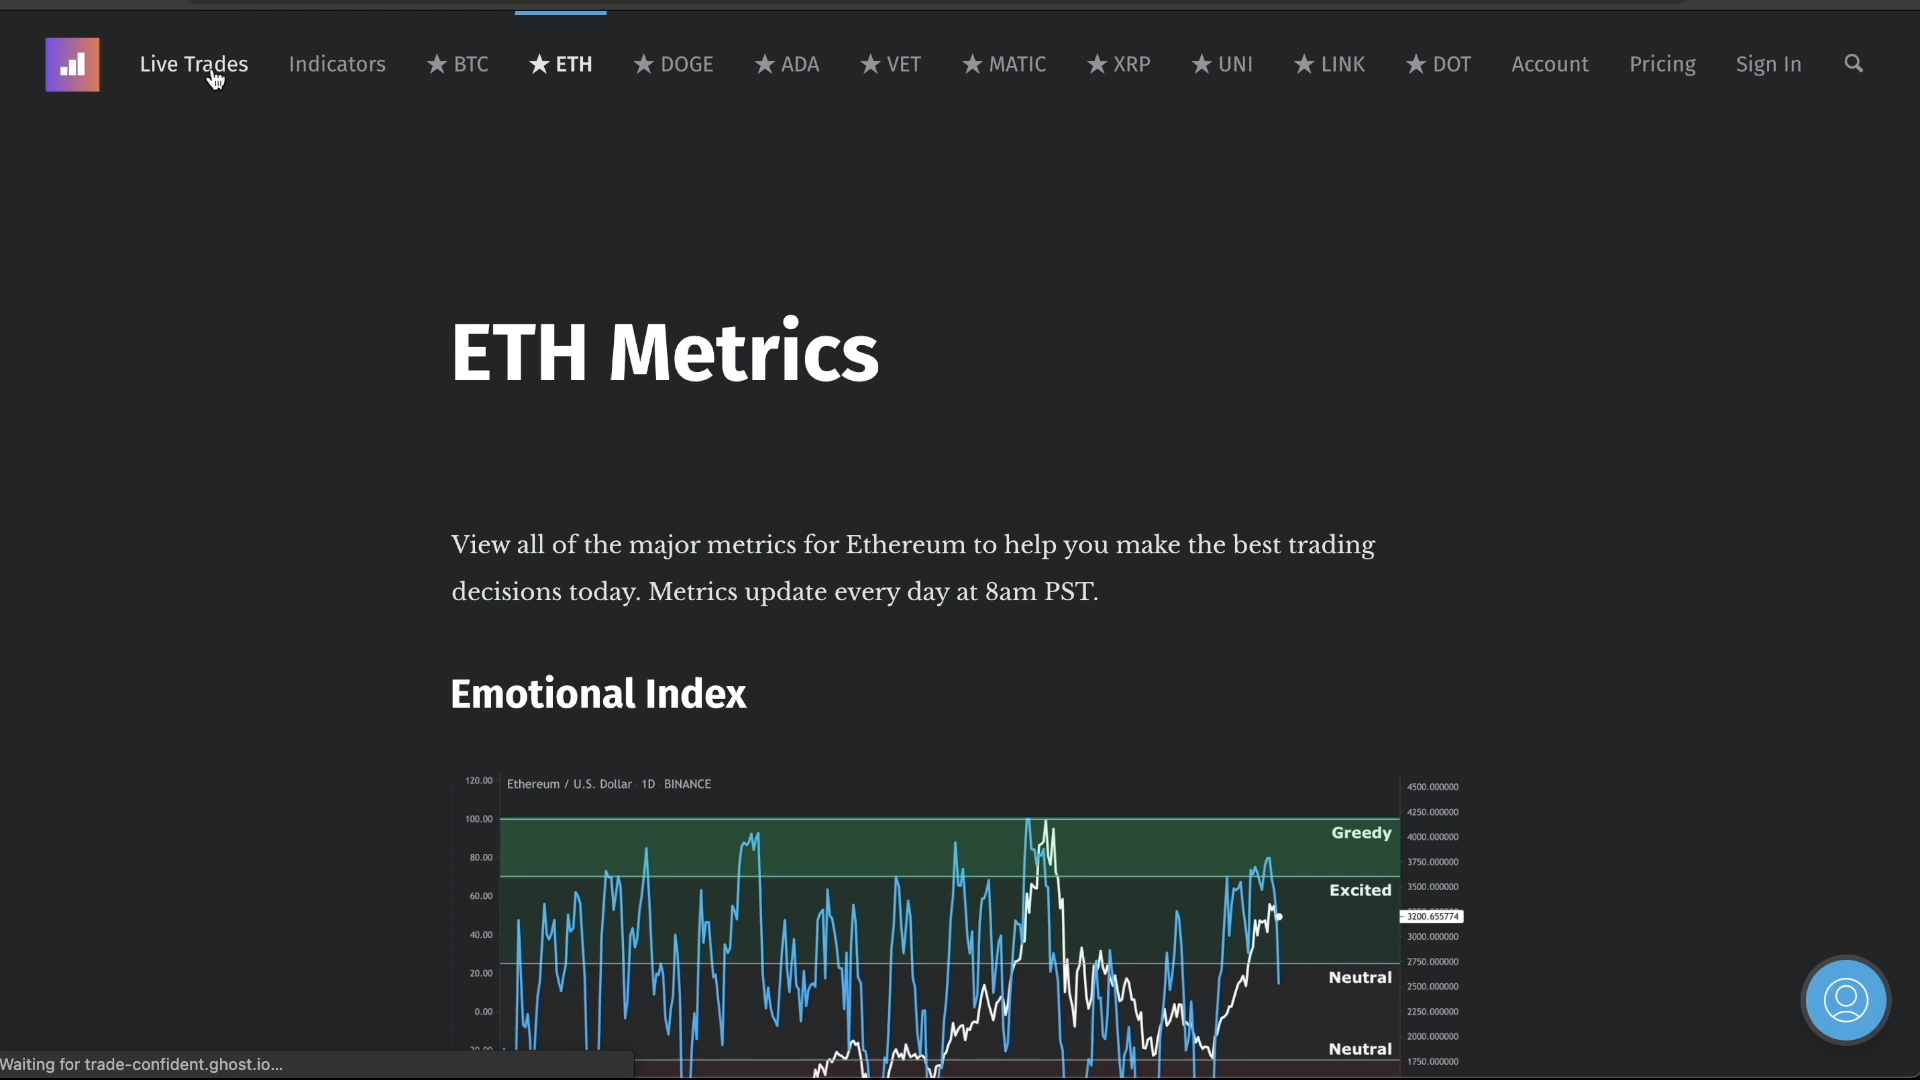 Live Trades Indicators ★ BTC ★ ETH ★ DOGE ★ ADA ★ VET ★ MATIC ★ XRP ★ UNI ★ LINK ★ DOT Account Pricing Sign In
ETH Metrics
View all of the major metrics for Ethereum to help you make the best trading
decisions today. Metrics update every day at 8am PST.
Emotional Index
Ethereum / U.S. Dollar 1D BINANCE
120.00
100.00
80.00
60.00
40.00
20.00
0.00
Greedy
Excited
Neutral
Neutral
4500.000000
4250.000000
4000.000000
3750.000000
3500.000000
3200.655774
3000.000000
2750.000000
2500.000000
2250.000000
2000.000000
1750.000000
Waiting for trade-confident.ghost.io...